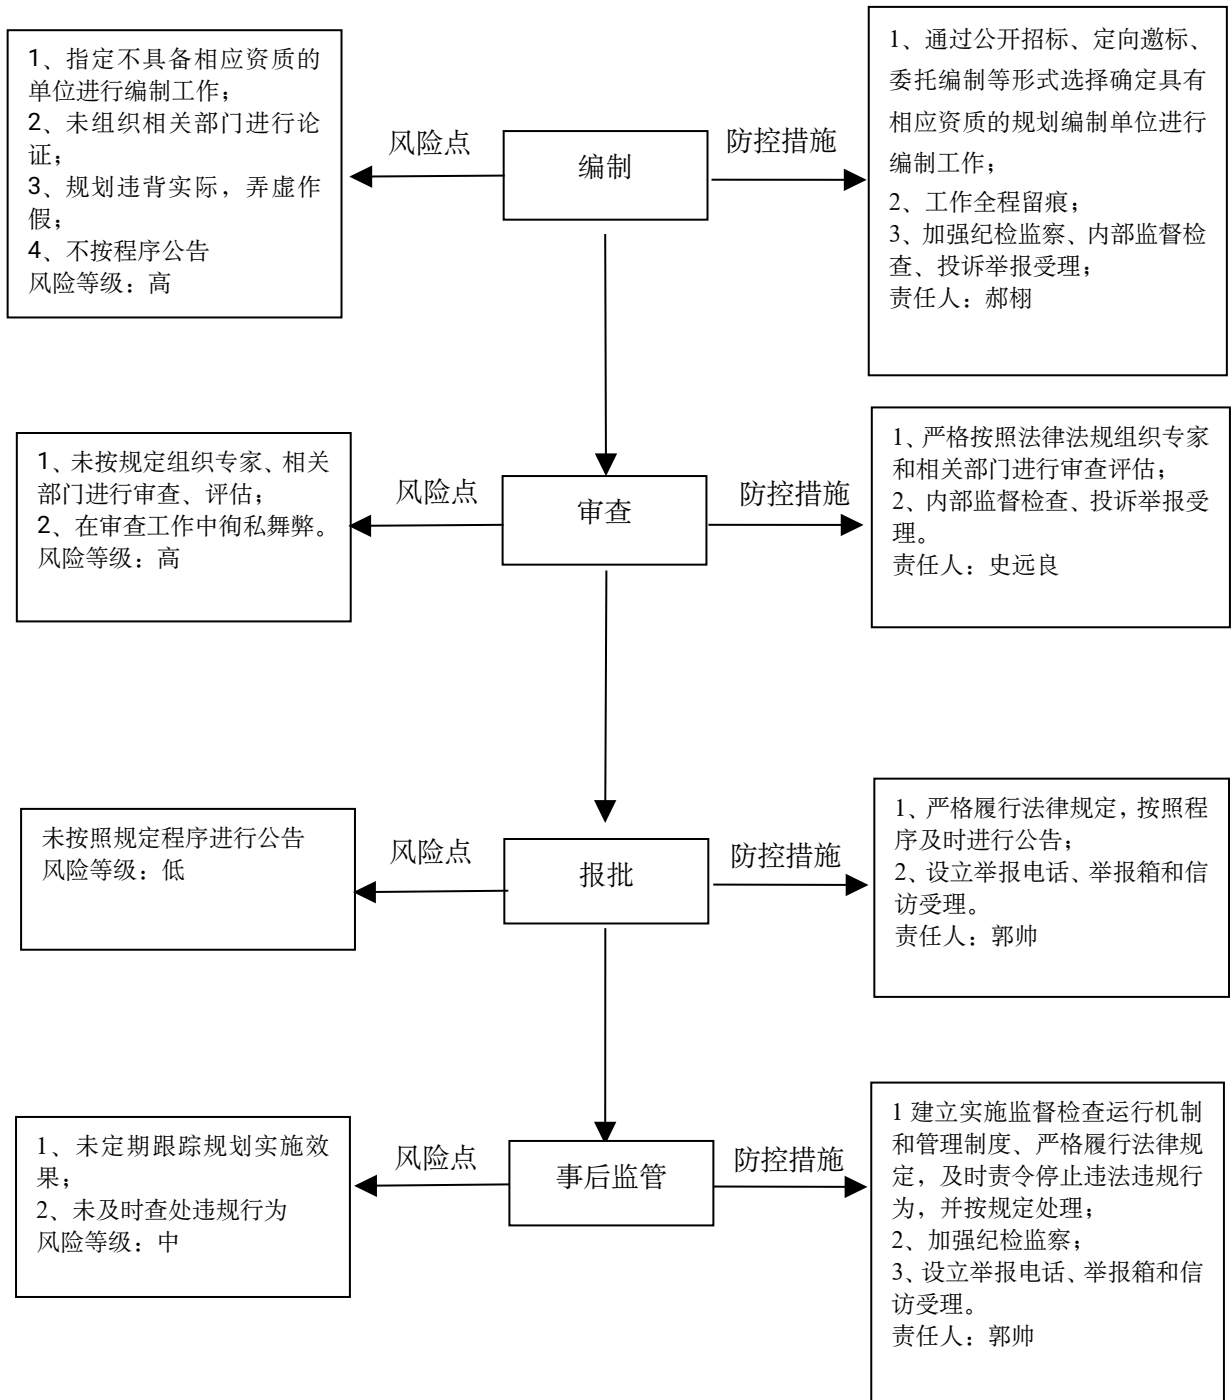 1、指定不具备相应资质的
单位进行编制工作；
2、未组织相关部门进行论
证；
3、规划违背实际，弄虚作
假；
4、不按程序公告
风险等级：高
风险点
编制
防控措施
1、通过公开招标、定向邀标、
委托编制等形式选择确定具有
相应资质的规划编制单位进行
编制工作；
2、工作全程留痕；
3、加强纪检监察、内部监督检
查、投诉举报受理；
责任人：郝栩
1、未按规定组织专家、相关
部门进行审查、评估；
2、在审查工作中徇私舞弊。
风险等级：高
风险点
审查
防控措施
1、严格按照法律法规组织专家
和相关部门进行审查评估；
2、内部监督检查、投诉举报受
理。
责任人：史远良
未按照规定程序进行公告
风险等级：低
风险点
报批
防控措施
1、严格履行法律规定，按照程
序及时进行公告；
2、设立举报电话、举报箱和信
访受理。
责任人：郭帅
1、未定期跟踪规划实施效
果；
2、未及时查处违规行为
风险等级：中
风险点
事后监管
防控措施
1 建立实施监督检查运行机制
和管理制度、严格履行法律规
定，及时责令停止违法违规行
为，并按规定处理；
2、加强纪检监察；
3、设立举报电话、举报箱和信
访受理。
责任人：郭帅